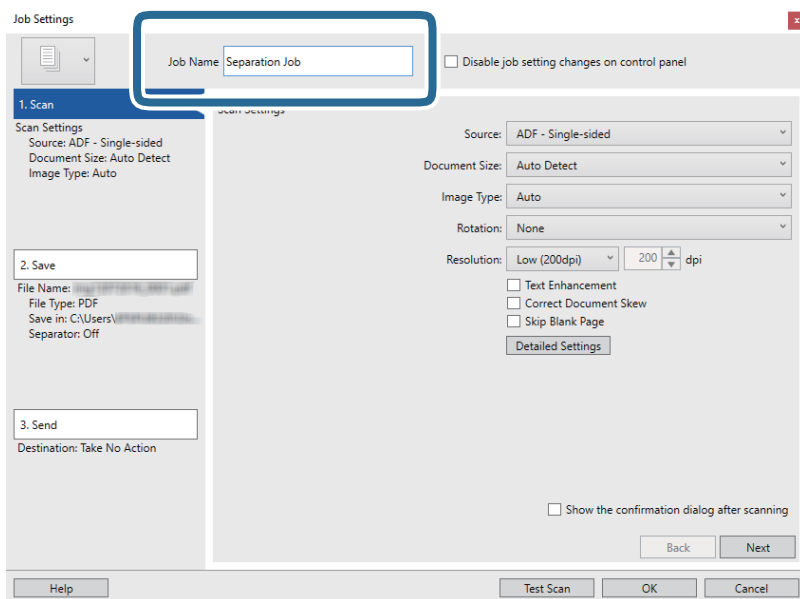 Job Settings
x
Job Name Separation Job
Disable job setting changes on control panel
1. Scan
Scan Settings
Source: ADF - Single-sided
Document Size: Auto Detect
Image Type: Auto
2. Save
File Name:
File Type: PDF
Save in: C:\Users\
Separator: Off
3. Send
Destination: Take No Action
Scan Settings
Source: ADF - Single-sided
Document Size: Auto Detect
Image Type: Auto
Rotation: None
Resolution: Low (200dpi) 200 dpi
Text Enhancement
Correct Document Skew
Skip Blank Page
Detailed Settings
Show the confirmation dialog after scanning
Back Next
Help Test Scan OK Cancel